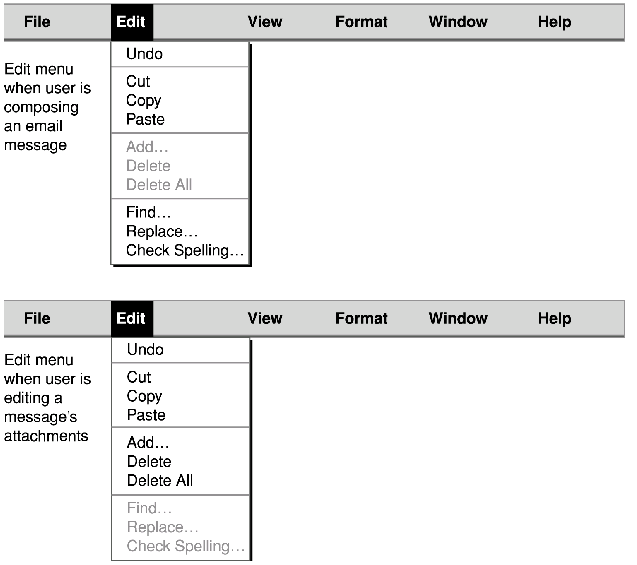 File Edit View Format Window Help
Edit menu
when user is
composing
an email
message
Undo
Cut
Copy
Paste
Add…
Delete
Delete All
Find…
Replace…
Check Spelling…
File Edit View Format Window Help
Edit menu
when user is
editing a
message's
attachments
Undo
Cut
Copy
Paste
Add…
Delete
Delete All
Find…
Replace…
Check Spelling…